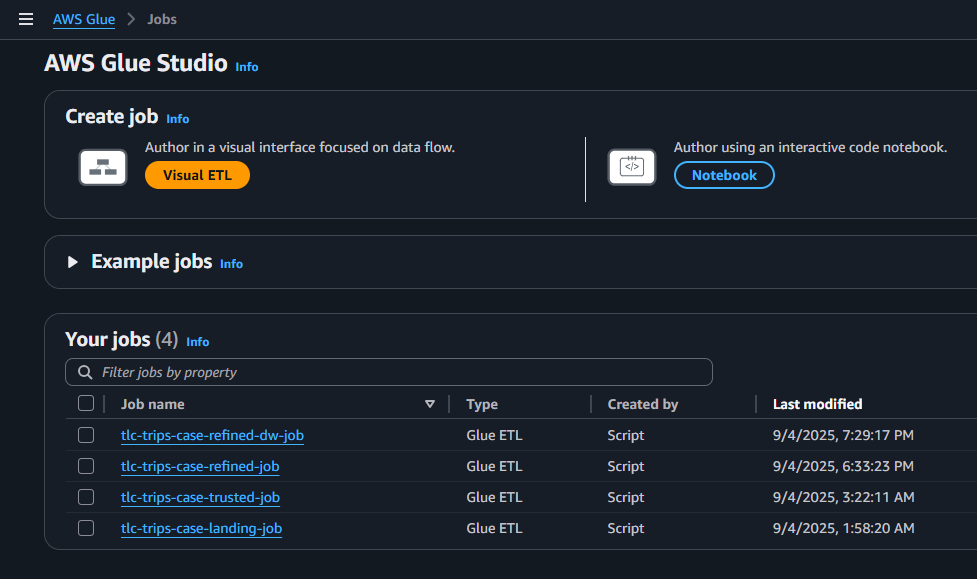 AWS Glue > Jobs
AWS Glue Studio Info
Create job Info
Author in a visual interface focused on data flow.
Visual ETL
Author using an interactive code notebook.
Notebook
Example jobs Info
Your jobs (4) Info
Filter jobs by property
Job name Type Created by Last modified
tlc-trips-case-refined-dw-job Glue ETL Script 9/4/2025, 7:29:17 PM
tlc-trips-case-refined-job Glue ETL Script 9/4/2025, 6:33:23 PM
tlc-trips-case-trusted-job Glue ETL Script 9/4/2025, 3:22:11 AM
tlc-trips-case-landing-job Glue ETL Script 9/4/2025, 1:58:20 AM